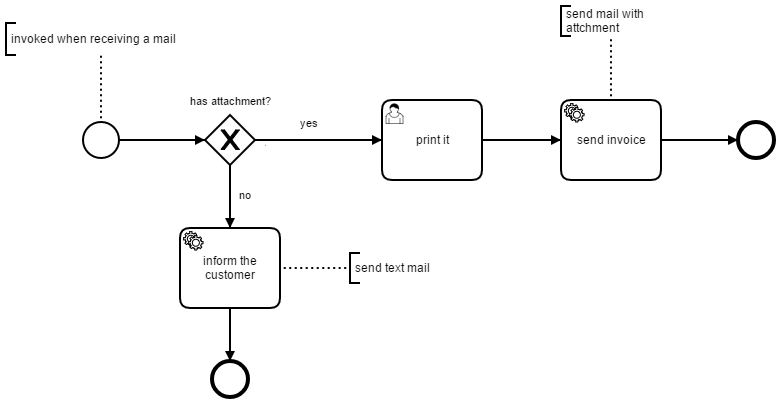 send mail with
attchment
invoked when receiving a mail
has attachment?
yes
print it
send invoice
no
inform the
customer
send text mail